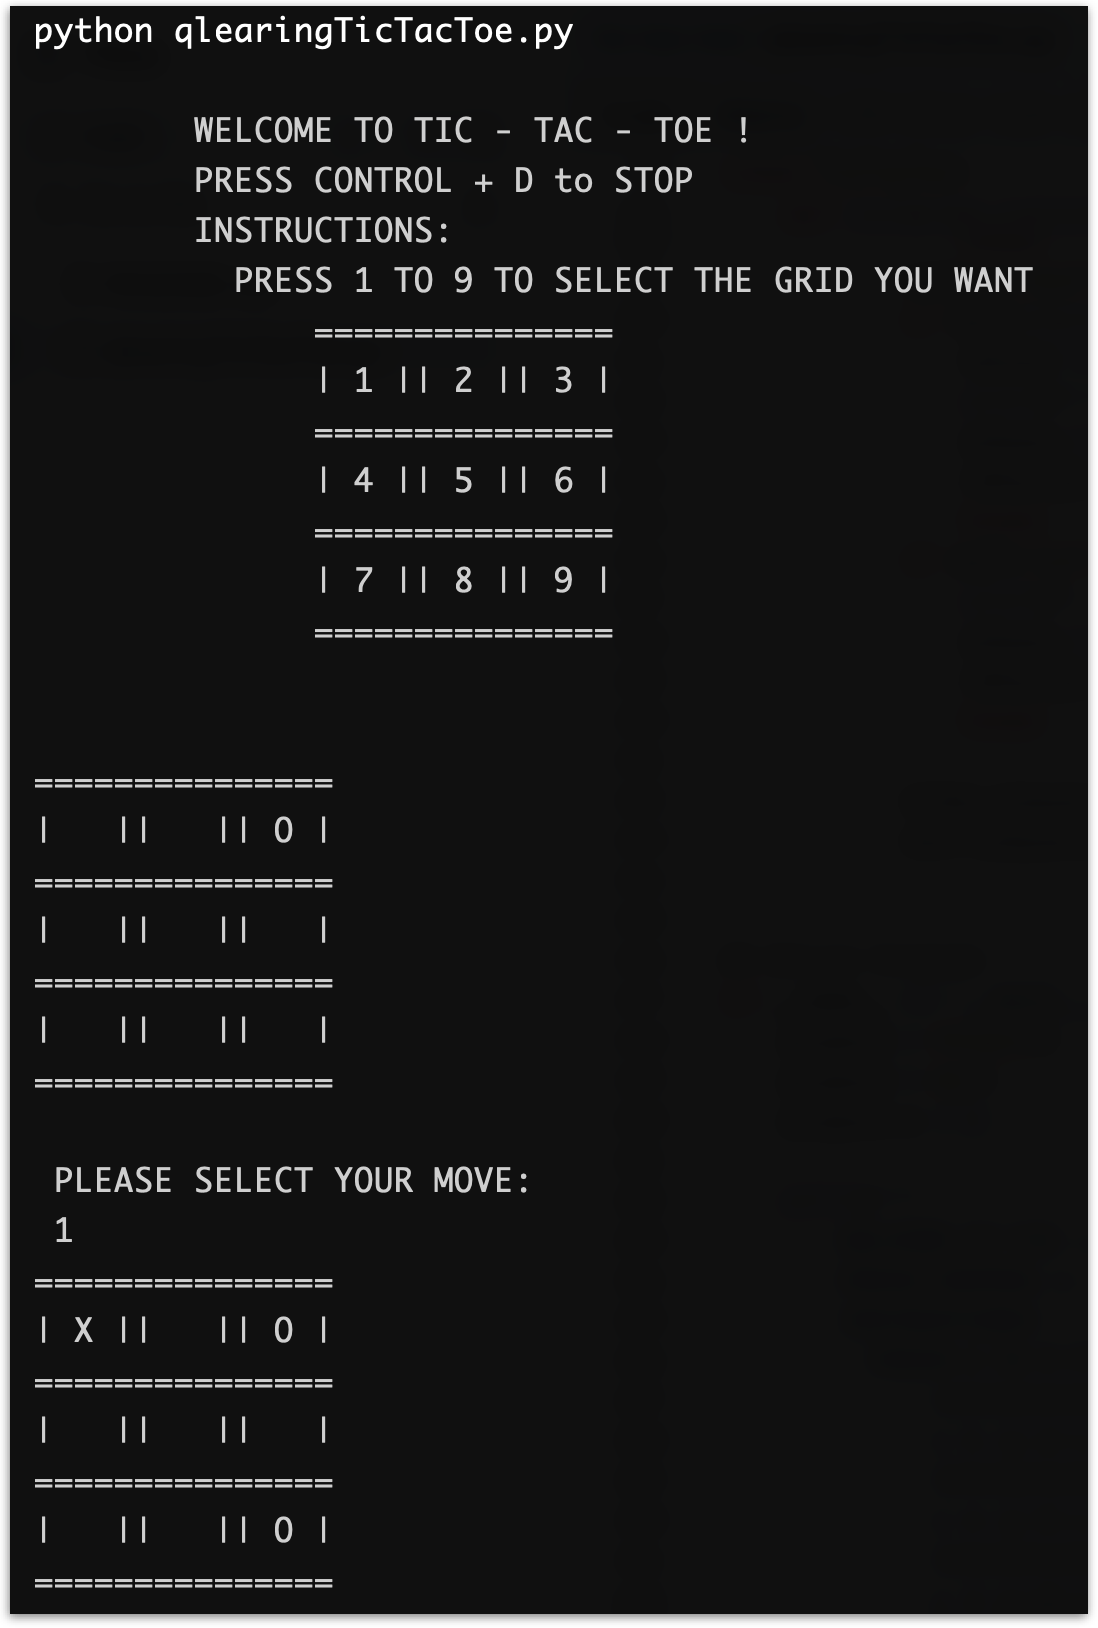 python qlearingTicTacToe.py
WELCOME TO TIC - TAC - TOE !
PRESS CONTROL + D to STOP
INSTRUCTIONS:
PRESS 1 TO 9 TO SELECT THE GRID YOU WANT
===============
| 1 || 2 || 3 |
===============
| 4 || 5 || 6 |
===============
| 7 || 8 || 9 |
===============
===============
|   ||   || O |
===============
|   ||   ||   |
===============
|   ||   ||   |
===============
PLEASE SELECT YOUR MOVE:
1
===============
| X ||   || O |
===============
|   ||   ||   |
===============
|   ||   || O |
===============